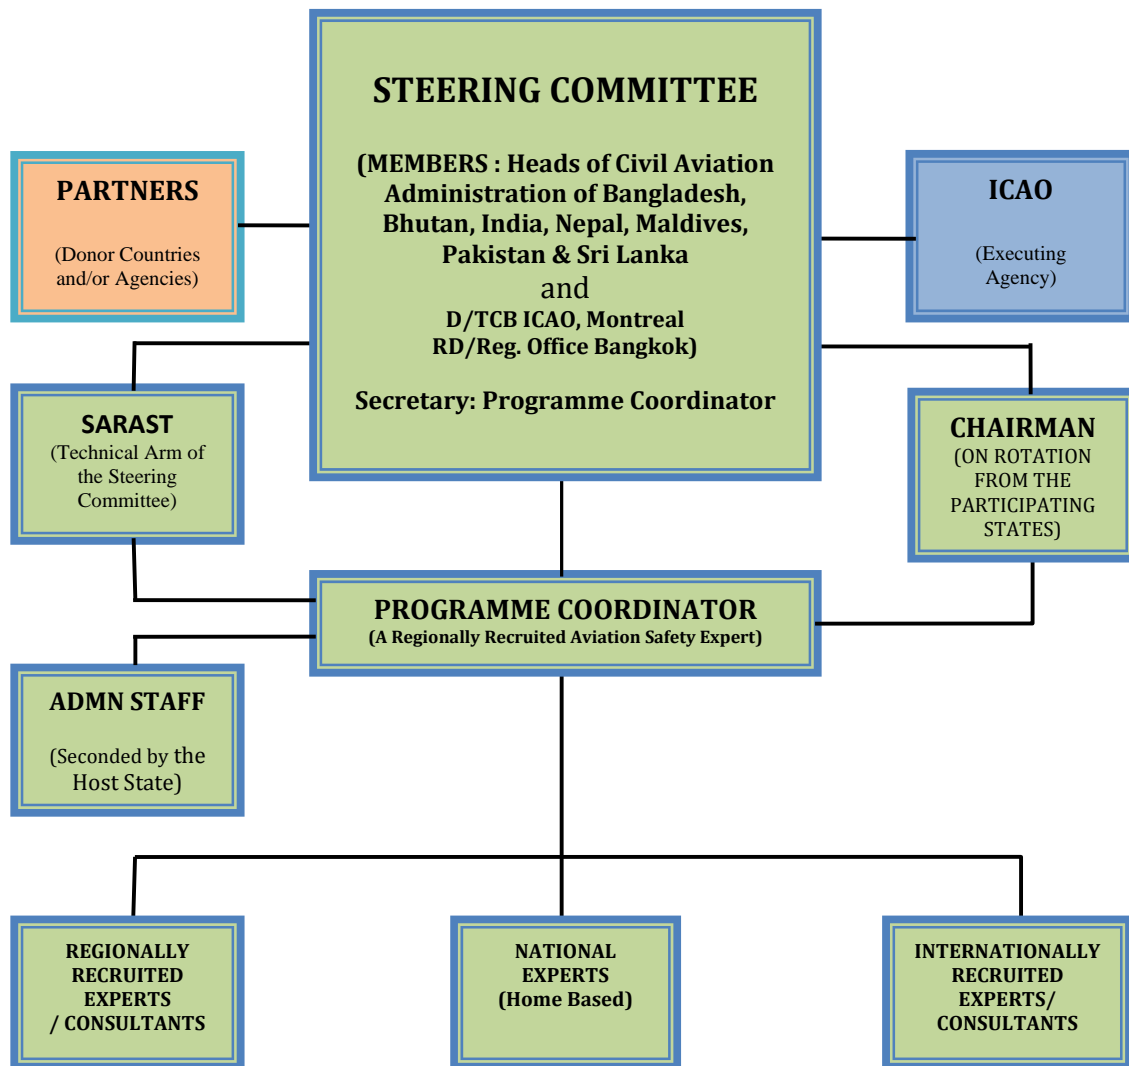 STEERING COMMITTEE
(MEMBERS : Heads of Civil Aviation
Administration of Bangladesh,
Bhutan, India, Nepal, Maldives,
Pakistan & Sri Lanka
and
D/TCB ICAO, Montreal
RD/Reg. Office Bangkok)
Secretary: Programme Coordinator
PARTNERS
(Donor Countries
and/or Agencies)
ICAO
(Executing
Agency)
SARAST
(Technical Arm of
the Steering
Committee)
CHAIRMAN
(ON ROTATION
FROM THE
PARTICIPATING
STATES)
PROGRAMME COORDINATOR
(A Regionally Recruited Aviation Safety Expert)
ADMN STAFF
(Seconded by the
Host State)
REGIONALLY
RECRUITED
EXPERTS
/ CONSULTANTS
NATIONAL
EXPERTS
(Home Based)
INTERNATIONALLY
RECRUITED
EXPERTS/
CONSULTANTS